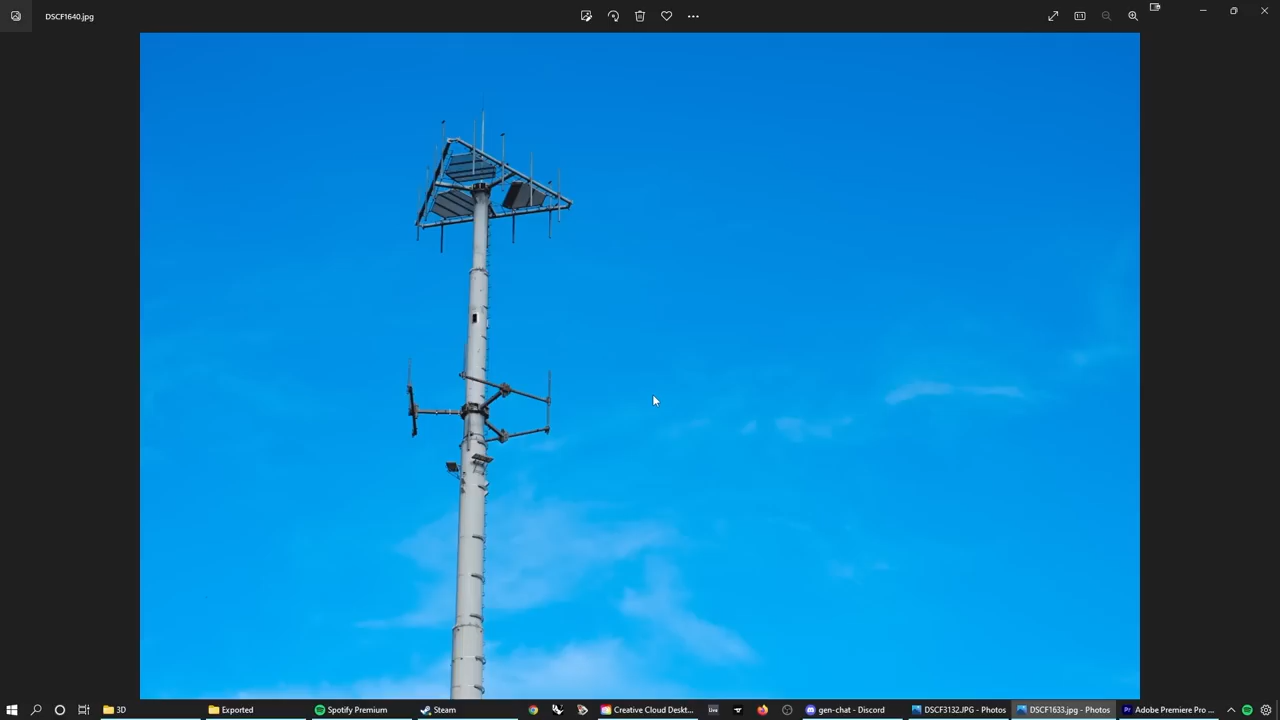 DSCF1640.jpg
3D
Exported
Spotify Premium
Steam
Creative Cloud Deskt...
gen-chat - Discord
DSCF3132.JPG - Photos
DSCF1633.jpg - Photos
Adobe Premiere Pro ...